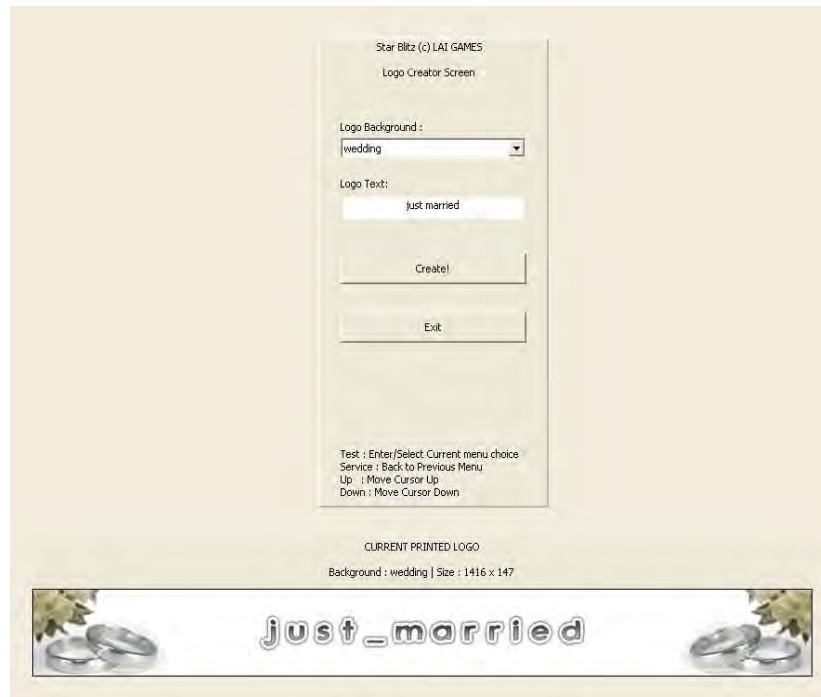 Star Blitz (c) LAI GAMES
Logo Creator Screen
Logo Background :
wedding
Logo Text:
just married
Create!
Exit
Test : Enter/Select Current menu choice
Service : Back to Previous Menu
Up : Move Cursor Up
Down : Move Cursor Down
CURRENT PRINTED LOGO
Background : wedding | Size : 1416 x 147
just_married